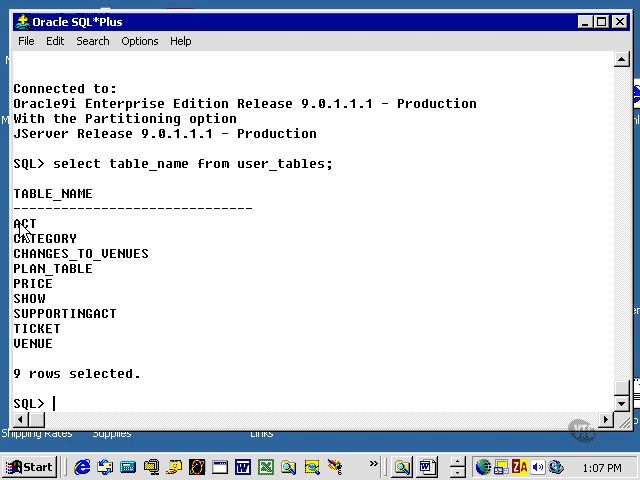 Oracle SQL*Plus
File Edit Search Options Help
Connected to:
Oracle9i Enterprise Edition Release 9.0.1.1.1 - Production
With the Partitioning option
JServer Release 9.0.1.1.1 - Production
SQL> select table_name from user_tables;
TABLE_NAME
------------------------------
ACT
CATEGORY
CHANGES_TO_VENUES
PLAN_TABLE
PRICE
SHOW
SUPPORTINGACT
TICKET
VENUE
9 rows selected.
SQL>
Shipping Rates Supplies Links
Start 1:07 PM